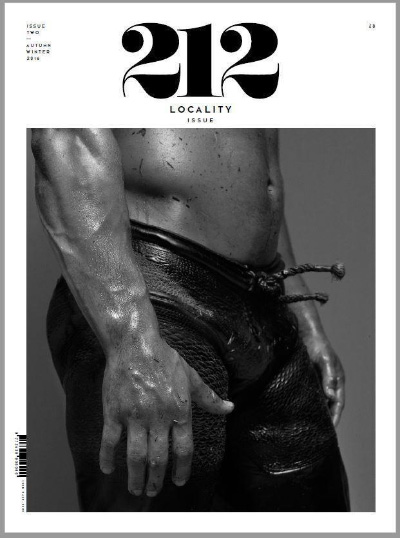 ISSUE
TWO
AUTUMN
WINTER
2016
212
LOCALITY
ISSUE